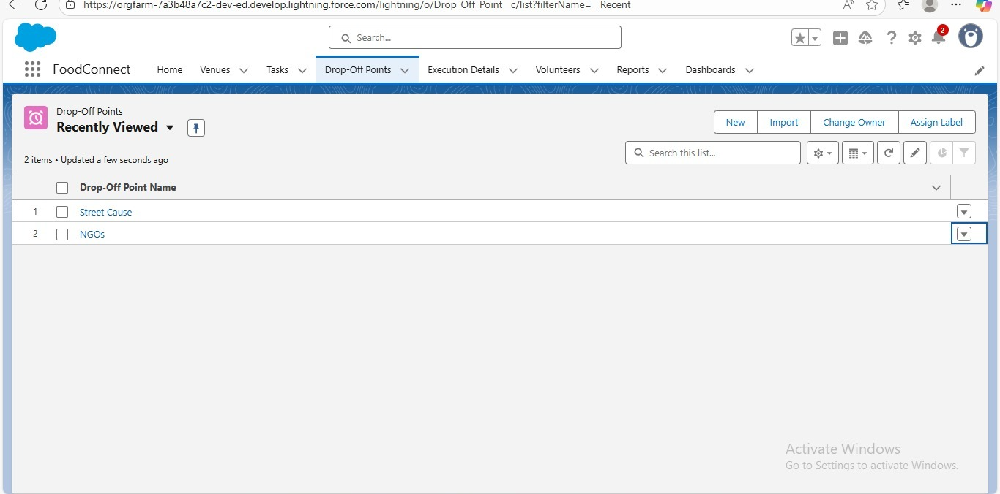 https://orgfarm-7a3b48a7c2-dev-ed.develop.lightning.force.com/lightning/o/Drop_Off_Point__c/list?filterName=__Recent
Search...
2
FoodConnect Home Venues Tasks Drop-Off Points Execution Details Volunteers Reports Dashboards
Drop-Off Points
Recently Viewed
New Import Change Owner Assign Label
2 items • Updated a few seconds ago
Search this list...
Drop-Off Point Name
1 Street Cause
2 NGOs
Activate Windows
Go to Settings to activate Windows.